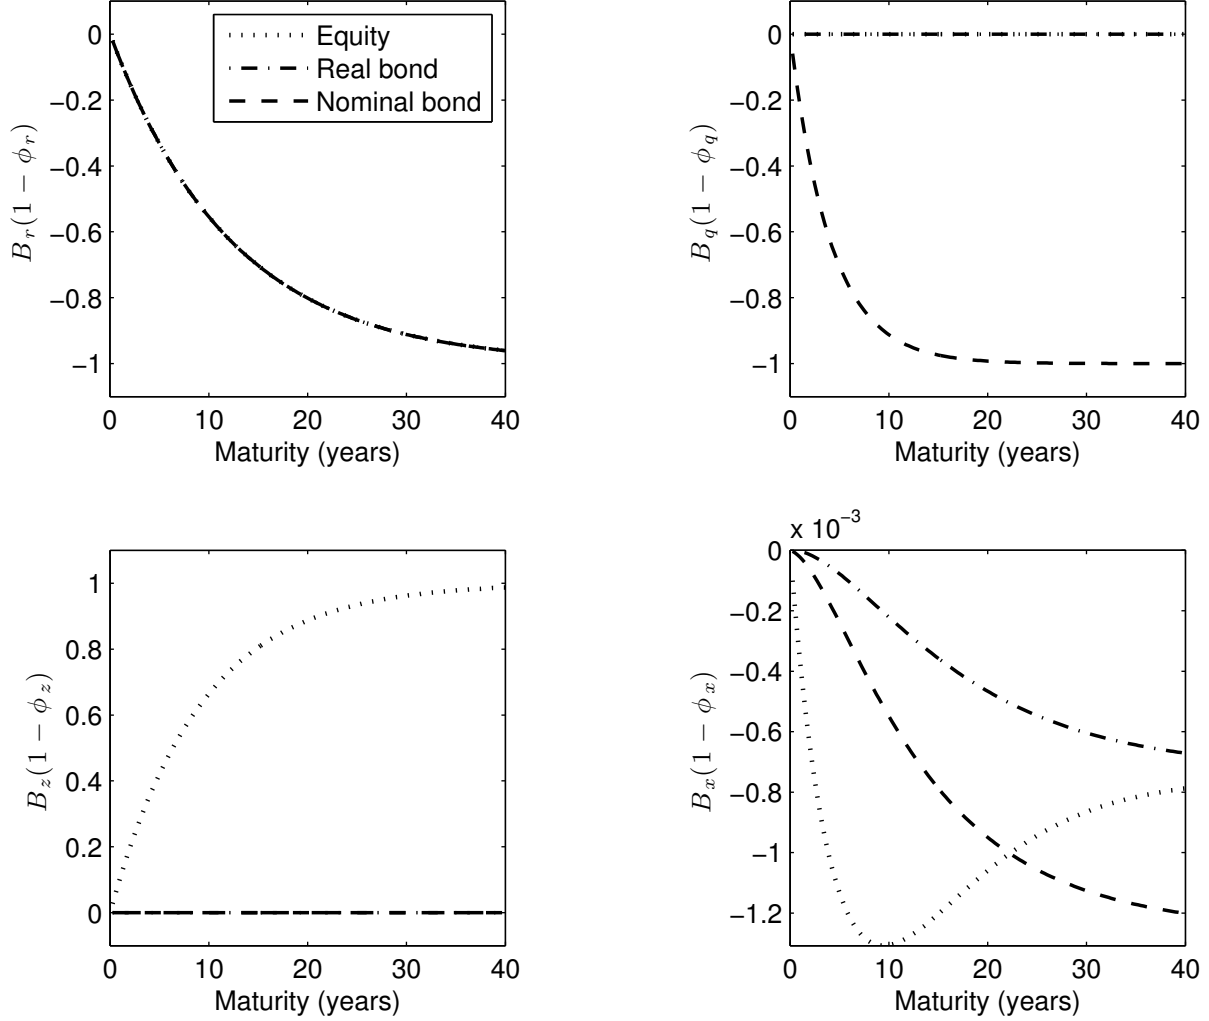 0
−0.2
−0.4
−0.6
−0.8
−1
B_r(1 − ϕ_r)
Equity
Real bond
Nominal bond
0 10 20 30 40
Maturity (years)
0
−0.2
−0.4
−0.6
−0.8
−1
B_q(1 − ϕ_q)
0 10 20 30 40
Maturity (years)
1
0.8
0.6
0.4
0.2
0
B_z(1 − ϕ_z)
0 10 20 30 40
Maturity (years)
x 10^−3
0
−0.2
−0.4
−0.6
−0.8
−1
−1.2
B_x(1 − ϕ_x)
0 10 20 30 40
Maturity (years)